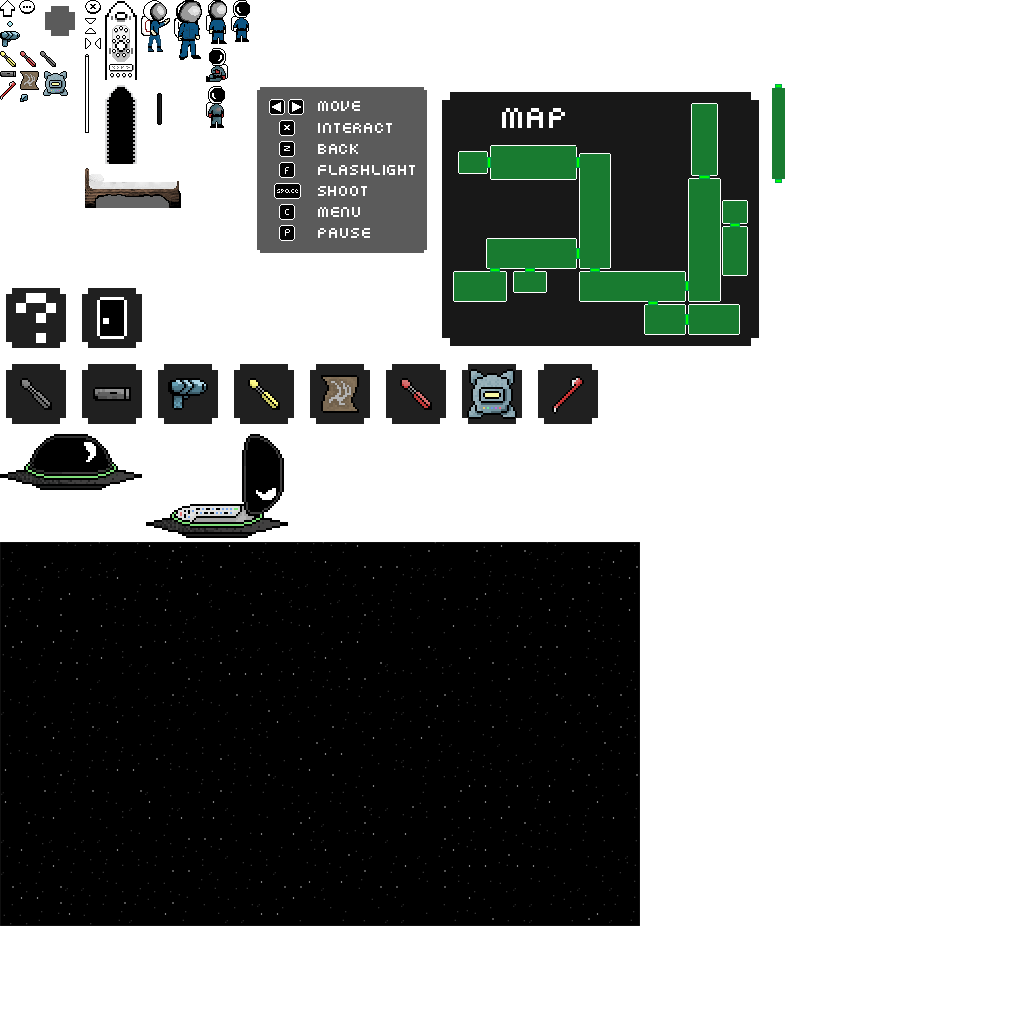 MOVE
X INTERACT
Z BACK
F FLASHLIGHT
SPACE SHOOT
C MENU
P PAUSE
MAP
?